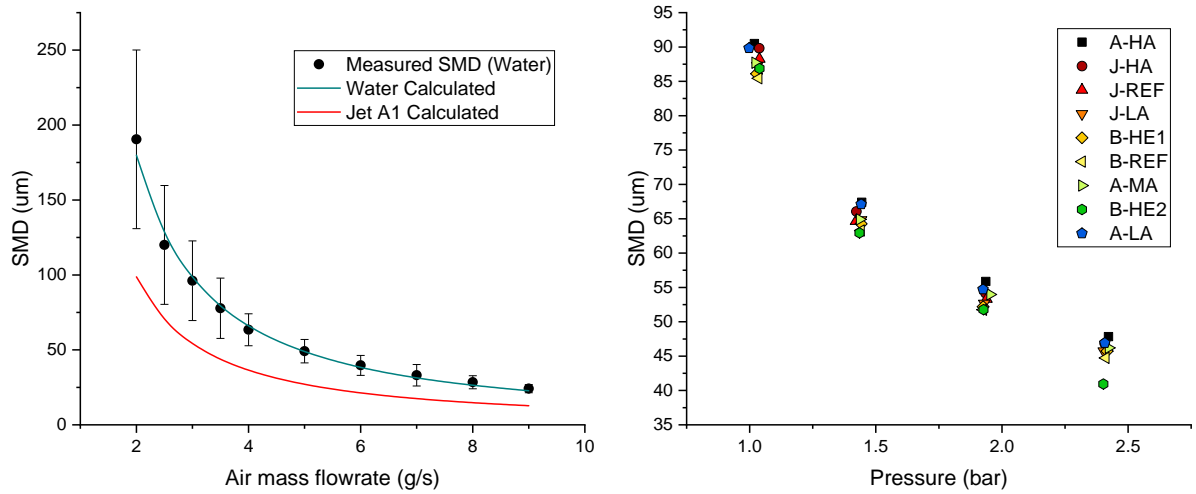 250
200
150
100
50
0
SMD (um)
2
4
6
8
10
Air mass flowrate (g/s)
Measured SMD (Water)
Water Calculated
Jet A1 Calculated
95
90
85
80
75
70
65
60
55
50
45
40
35
SMD (um)
1.0
1.5
2.0
2.5
Pressure (bar)
A-HA
J-HA
J-REF
J-LA
B-HE1
B-REF
A-MA
B-HE2
A-LA